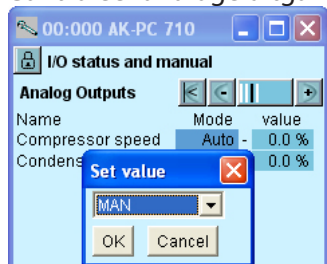 00:000 AK-PC 710
I/O status and manual
Analog Outputs
Name Mode value
Compressor speed Auto - 0.0 %
Condens 0.0 %
Set value
MAN
OK Cancel